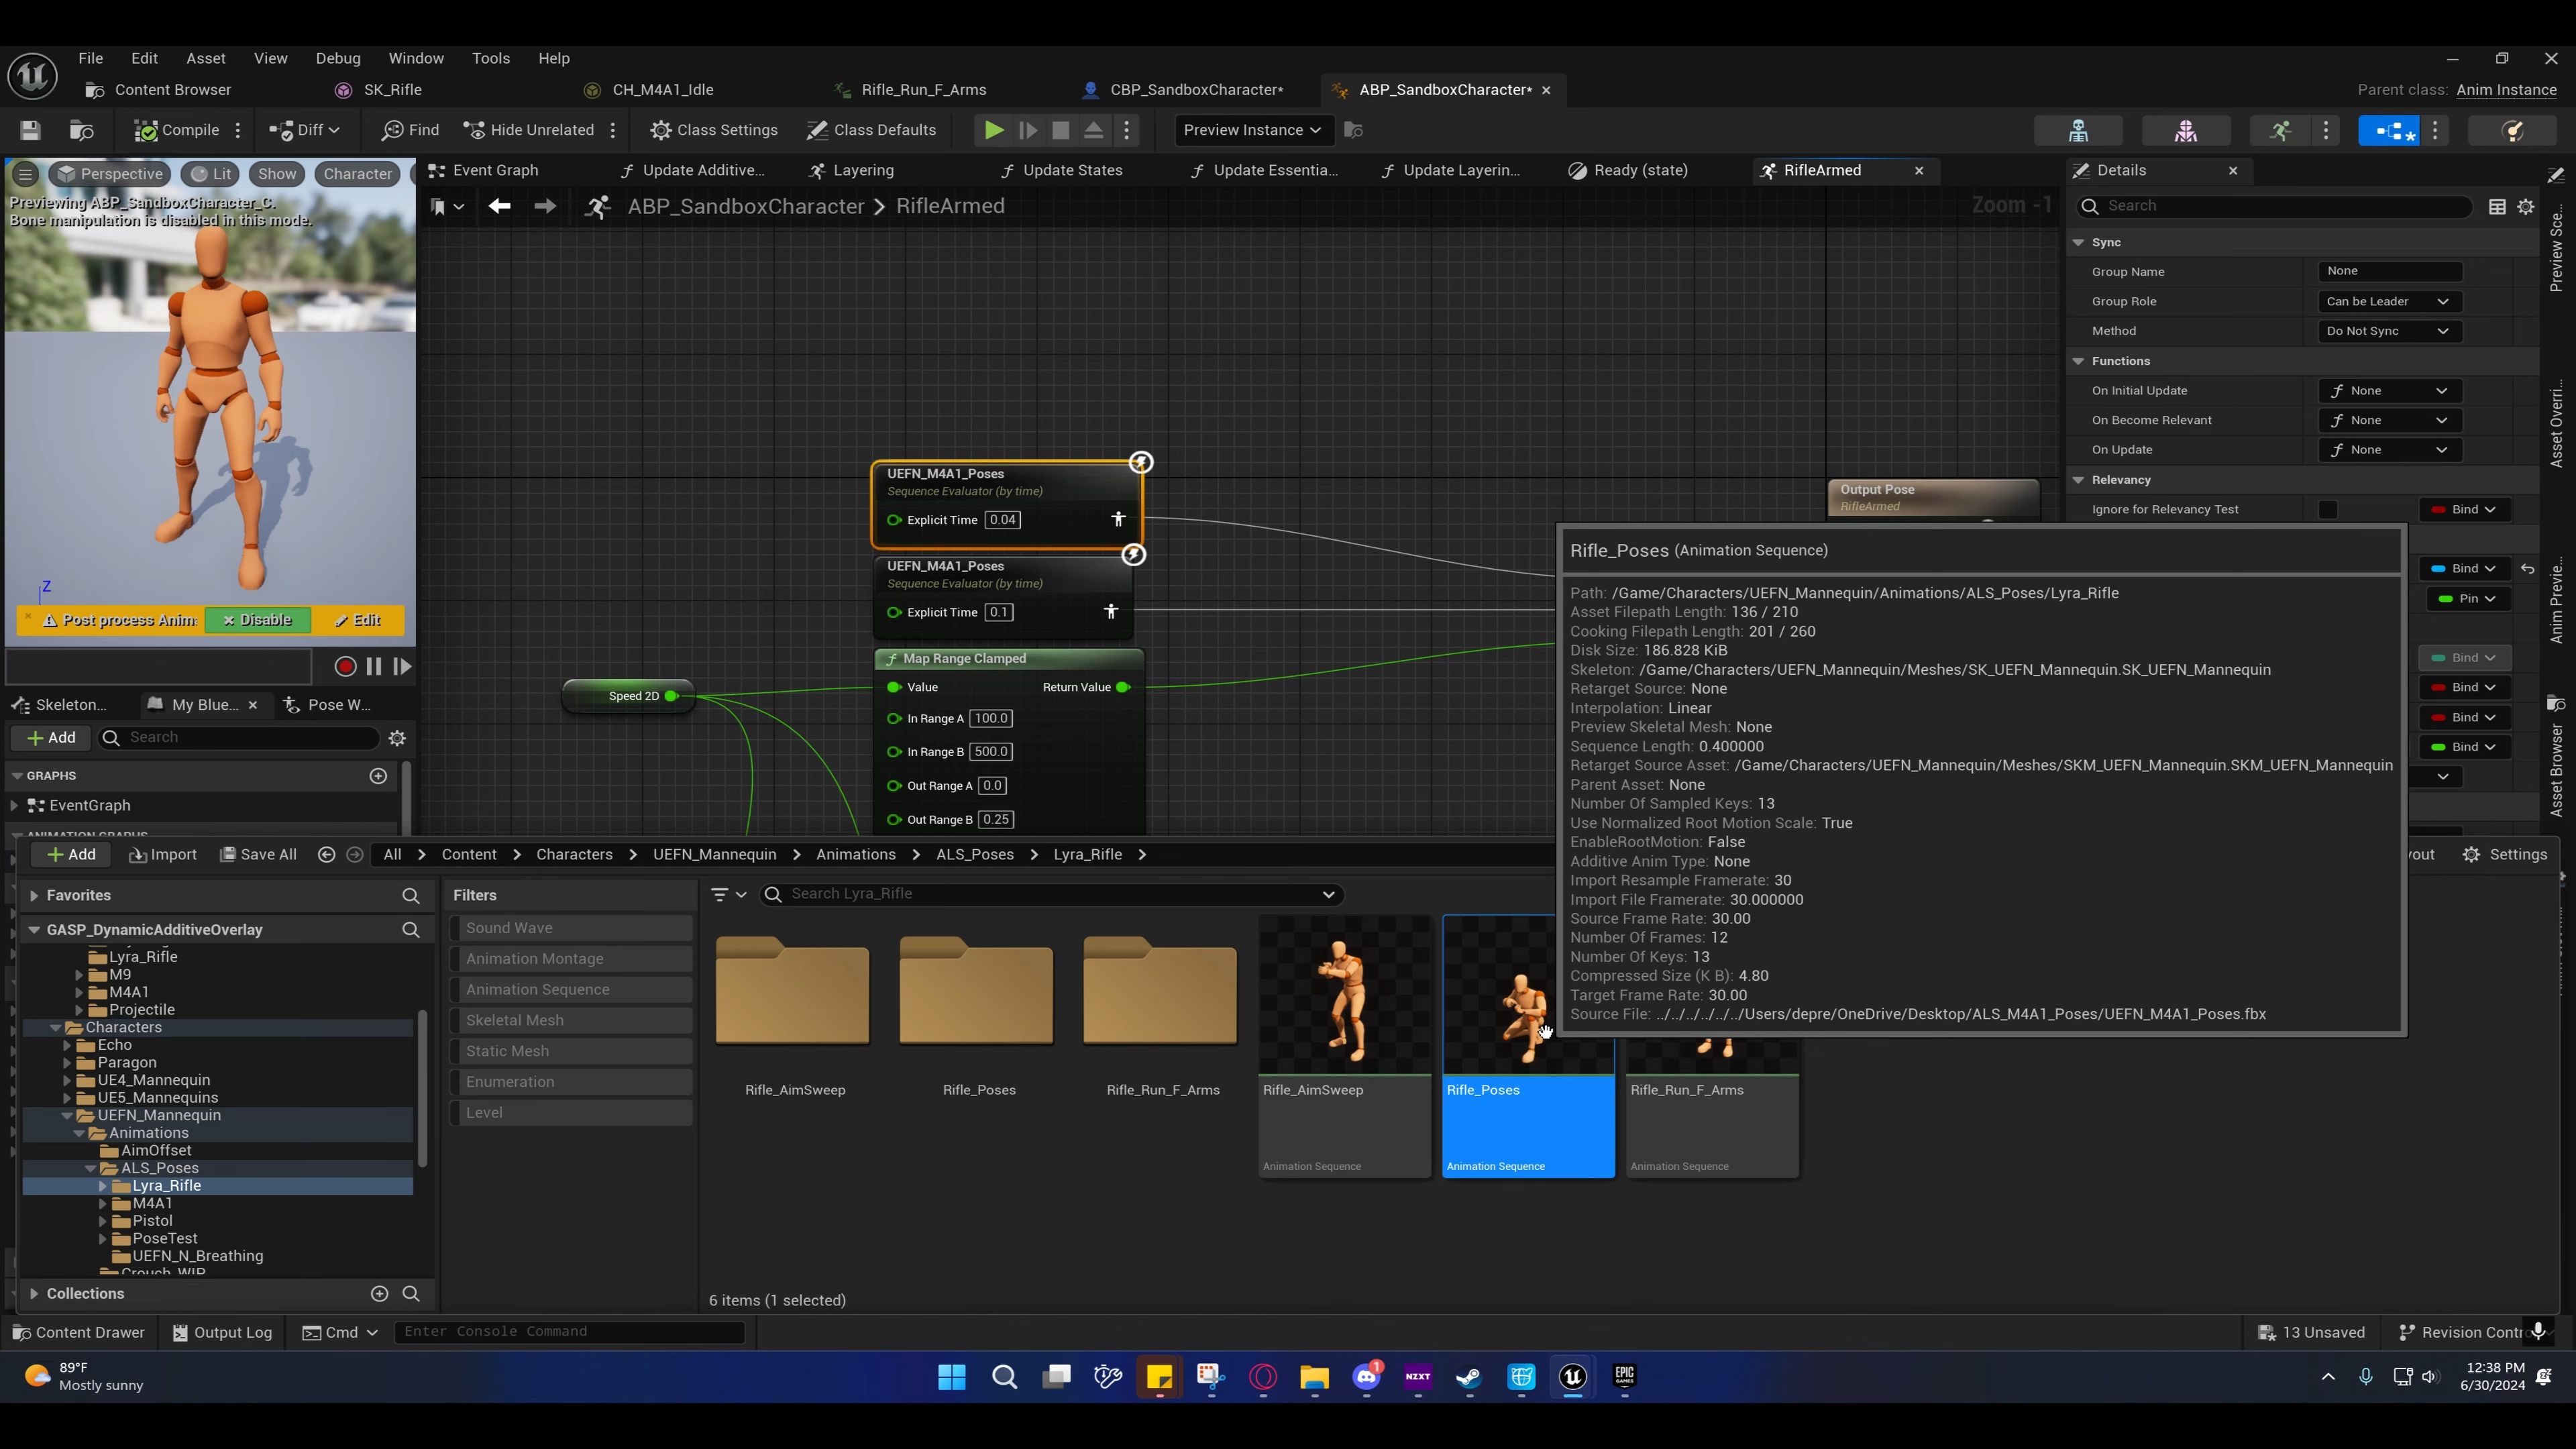 File Edit Asset View Debug Window Tools Help
Content Browser SK_Rifle CH_M4A1_Idle Rifle_Run_F_Arms CBP_SandboxCharacter* ABP_SandboxCharacter* Parent class: Anim Instance
Compile Diff Find Hide Unrelated Class Settings Class Defaults Preview Instance
Perspective Lit Show Character
Previewing ABP_SandboxCharacter_C.
Bone manipulation is disabled in this mode.
Z
Post process Anim: Disable Edit
Event Graph Update Additive... Layering Update States Update Essentia... Update Layerin... Ready (state) RifleArmed
ABP_SandboxCharacter > RifleArmed Zoom -1
UEFN_M4A1_Poses
Sequence Evaluator (by time)
Explicit Time 0.04
UEFN_M4A1_Poses
Sequence Evaluator (by time)
Explicit Time 0.1
Map Range Clamped
Value Return Value
In Range A 100.0
In Range B 500.0
Out Range A 0.0
Out Range B 0.25
Speed 2D
Output Pose
RifleArmed
Details
Search
Sync
Group Name None
Group Role Can be Leader
Method Do Not Sync
Functions
On Initial Update None
On Become Relevant None
On Update None
Relevancy
Ignore for Relevancy Test Bind
Bind
Pin
Bind
Bind
Bind
Bind
Preview Sce...
Asset Overri...
Anim Previe...
Asset Browser
Rifle_Poses (Animation Sequence)
Path: /Game/Characters/UEFN_Mannequin/Animations/ALS_Poses/Lyra_Rifle
Asset Filepath Length: 136 / 210
Cooking Filepath Length: 201 / 260
Disk Size: 186.828 KiB
Skeleton: /Game/Characters/UEFN_Mannequin/Meshes/SK_UEFN_Mannequin.SK_UEFN_Mannequin
Retarget Source: None
Interpolation: Linear
Preview Skeletal Mesh: None
Sequence Length: 0.400000
Retarget Source Asset: /Game/Characters/UEFN_Mannequin/Meshes/SKM_UEFN_Mannequin.SKM_UEFN_Mannequin
Parent Asset: None
Number Of Sampled Keys: 13
Use Normalized Root Motion Scale: True
EnableRootMotion: False
Additive Anim Type: None
Import Resample Framerate: 30
Import File Framerate: 30.000000
Source Frame Rate: 30.00
Number Of Frames: 12
Number Of Keys: 13
Compressed Size (K B): 4.80
Target Frame Rate: 30.00
Source File: ../../../../../../Users/depre/OneDrive/Desktop/ALS_M4A1_Poses/UEFN_M4A1_Poses.fbx
Skeleton... My Blue... Pose W...
Add Search
GRAPHS
EventGraph
Add Import Save All All > Content > Characters > UEFN_Mannequin > Animations > ALS_Poses > Lyra_Rifle > Settings
Favorites
GASP_DynamicAdditiveOverlay
Lyra_Rifle
M9
M4A1
Projectile
Characters
Echo
Paragon
UE4_Mannequin
UE5_Mannequins
UEFN_Mannequin
Animations
AimOffset
ALS_Poses
Lyra_Rifle
M4A1
Pistol
PoseTest
UEFN_N_Breathing
Crouch_WIP
Collections
Filters
Sound Wave
Animation Montage
Animation Sequence
Skeletal Mesh
Static Mesh
Enumeration
Level
Search Lyra_Rifle
Rifle_AimSweep Rifle_Poses Rifle_Run_F_Arms Rifle_AimSweep Rifle_Poses Rifle_Run_F_Arms
Animation Sequence Animation Sequence Animation Sequence
6 items (1 selected)
Content Drawer Output Log Cmd Enter Console Command 13 Unsaved Revision Contr
89°F
Mostly sunny
1
NZXT
EPIC GAMES
12:38 PM
6/30/2024